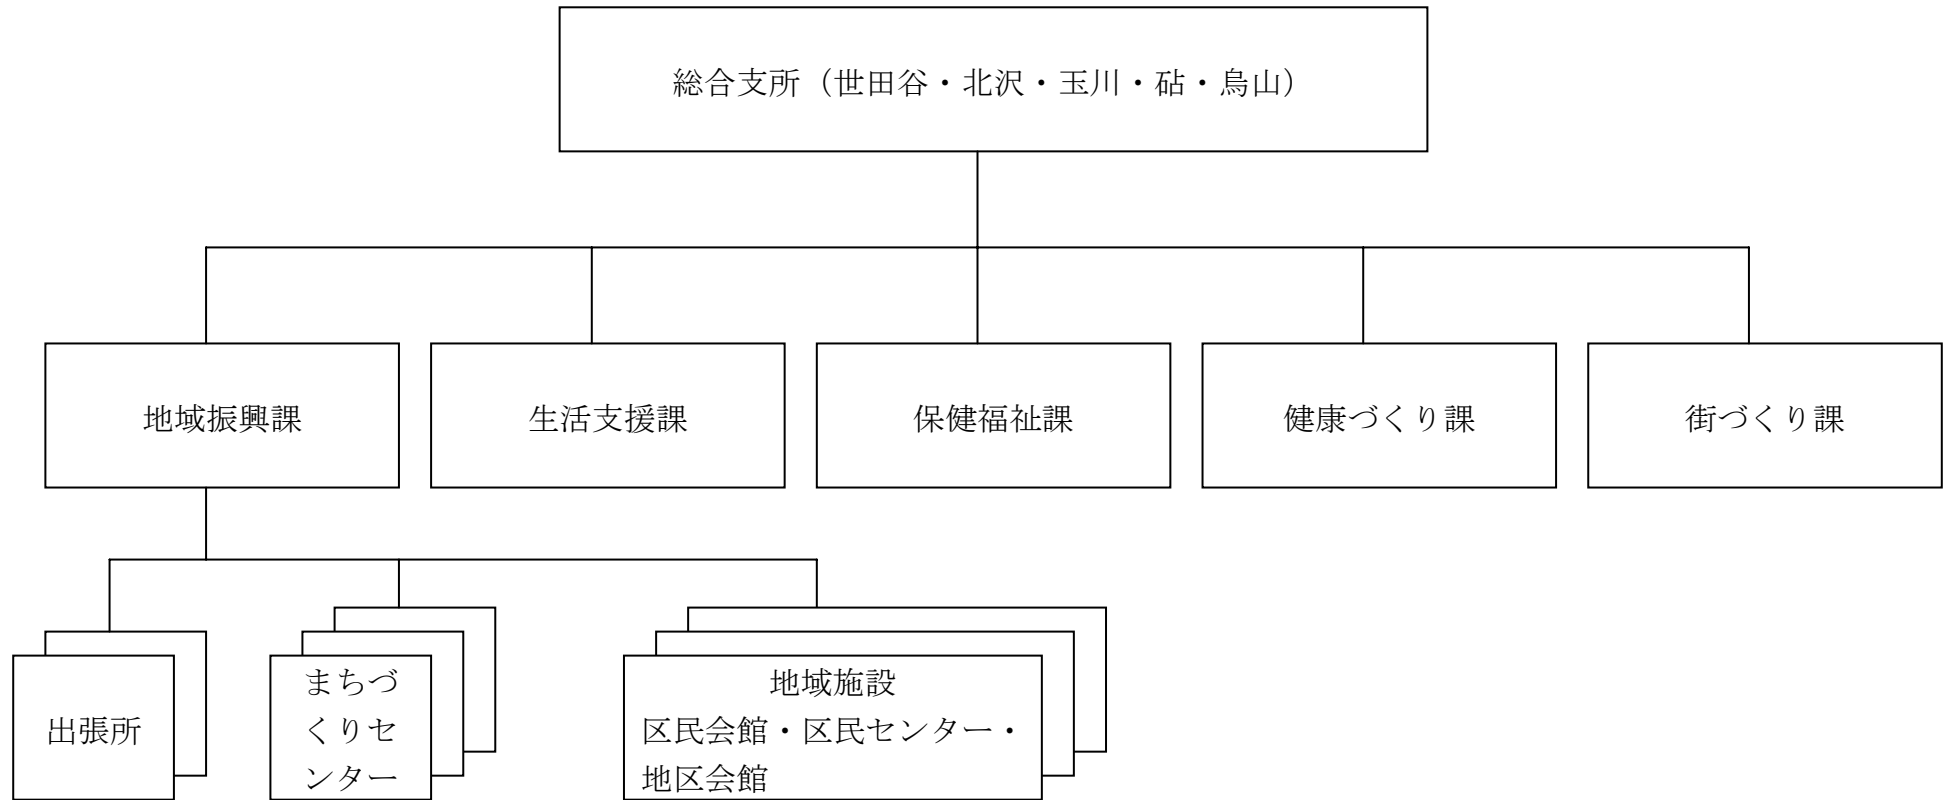 総合支所（世田谷・北沢・玉川・砧・烏山）
地域振興課
生活支援課
保健福祉課
健康づくり課
街づくり課
出張所
まちづ
くりセ
ンター
地域施設
区民会館・区民センター・
地区会館